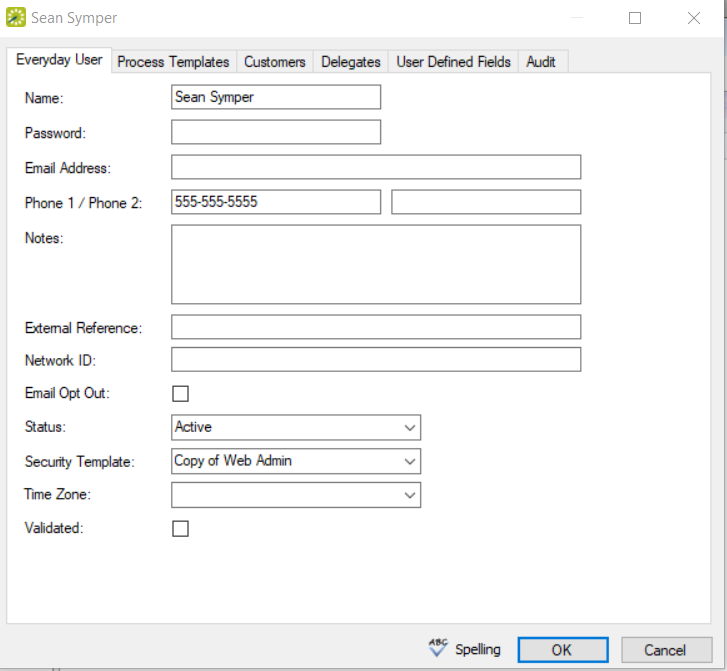 Sean Symper
Everyday User Process Templates Customers Delegates User Defined Fields Audit
Name: Sean Symper
Password:
Email Address:
Phone 1 / Phone 2: 555-555-5555
Notes:
External Reference:
Network ID:
Email Opt Out:
Status: Active
Security Template: Copy of Web Admin
Time Zone:
Validated:
ABC Spelling OK Cancel